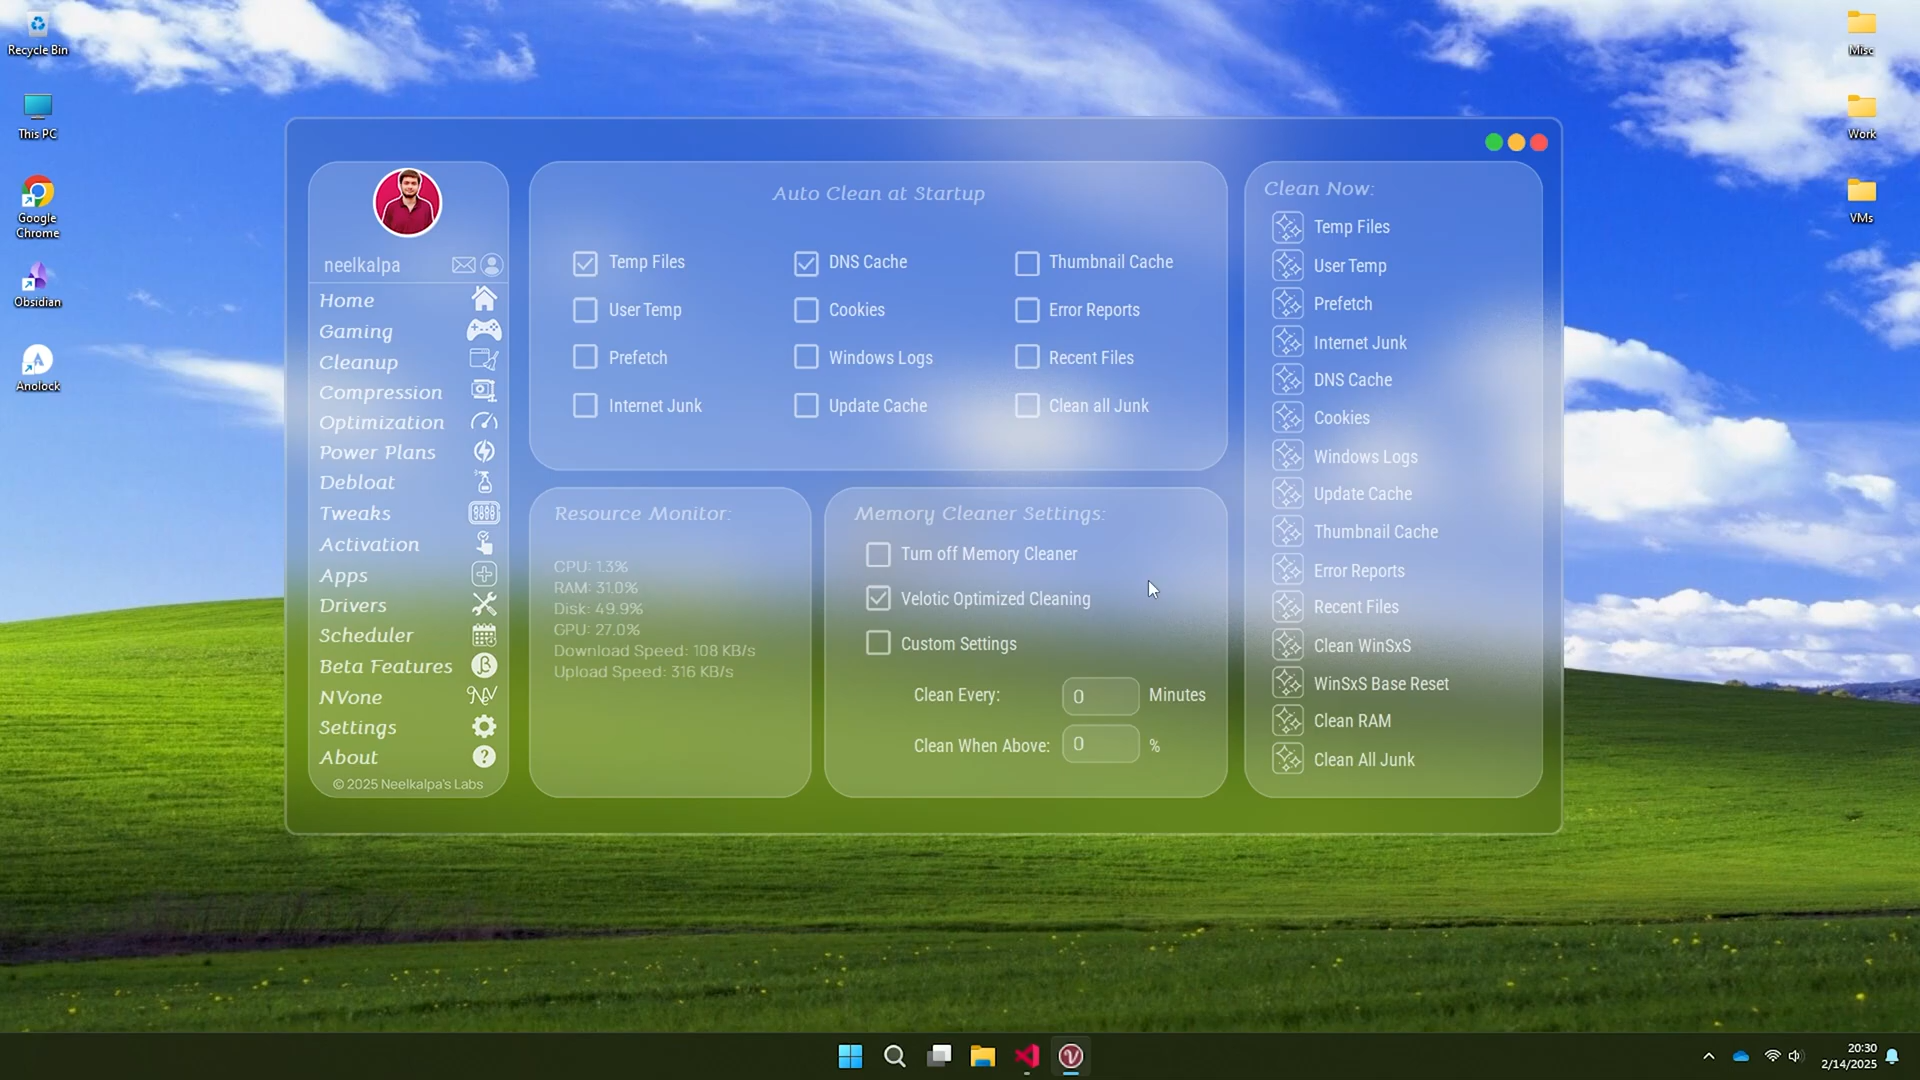 Recycle Bin
This PC
Google
Chrome
Obsidian
Anolock
Misc
Work
VMs
neelkalpa
Home
Gaming
Cleanup
Compression
Optimization
Power Plans
Debloat
Tweaks
Activation
Apps
Drivers
Scheduler
Beta Features
NVone
Settings
About
© 2025 Neelkalpa's Labs
Auto Clean at Startup
Temp Files
DNS Cache
Thumbnail Cache
User Temp
Cookies
Error Reports
Prefetch
Windows Logs
Recent Files
Internet Junk
Update Cache
Clean all Junk
Resource Monitor:
CPU: 1.3%
RAM: 31.0%
Disk: 49.9%
GPU: 27.0%
Download Speed: 108 KB/s
Upload Speed: 316 KB/s
Memory Cleaner Settings:
Turn off Memory Cleaner
Velotic Optimized Cleaning
Custom Settings
Clean Every: 0 Minutes
Clean When Above: 0 %
Clean Now:
Temp Files
User Temp
Prefetch
Internet Junk
DNS Cache
Cookies
Windows Logs
Update Cache
Thumbnail Cache
Error Reports
Recent Files
Clean WinSxS
WinSxS Base Reset
Clean RAM
Clean All Junk
20:30
2/14/2025